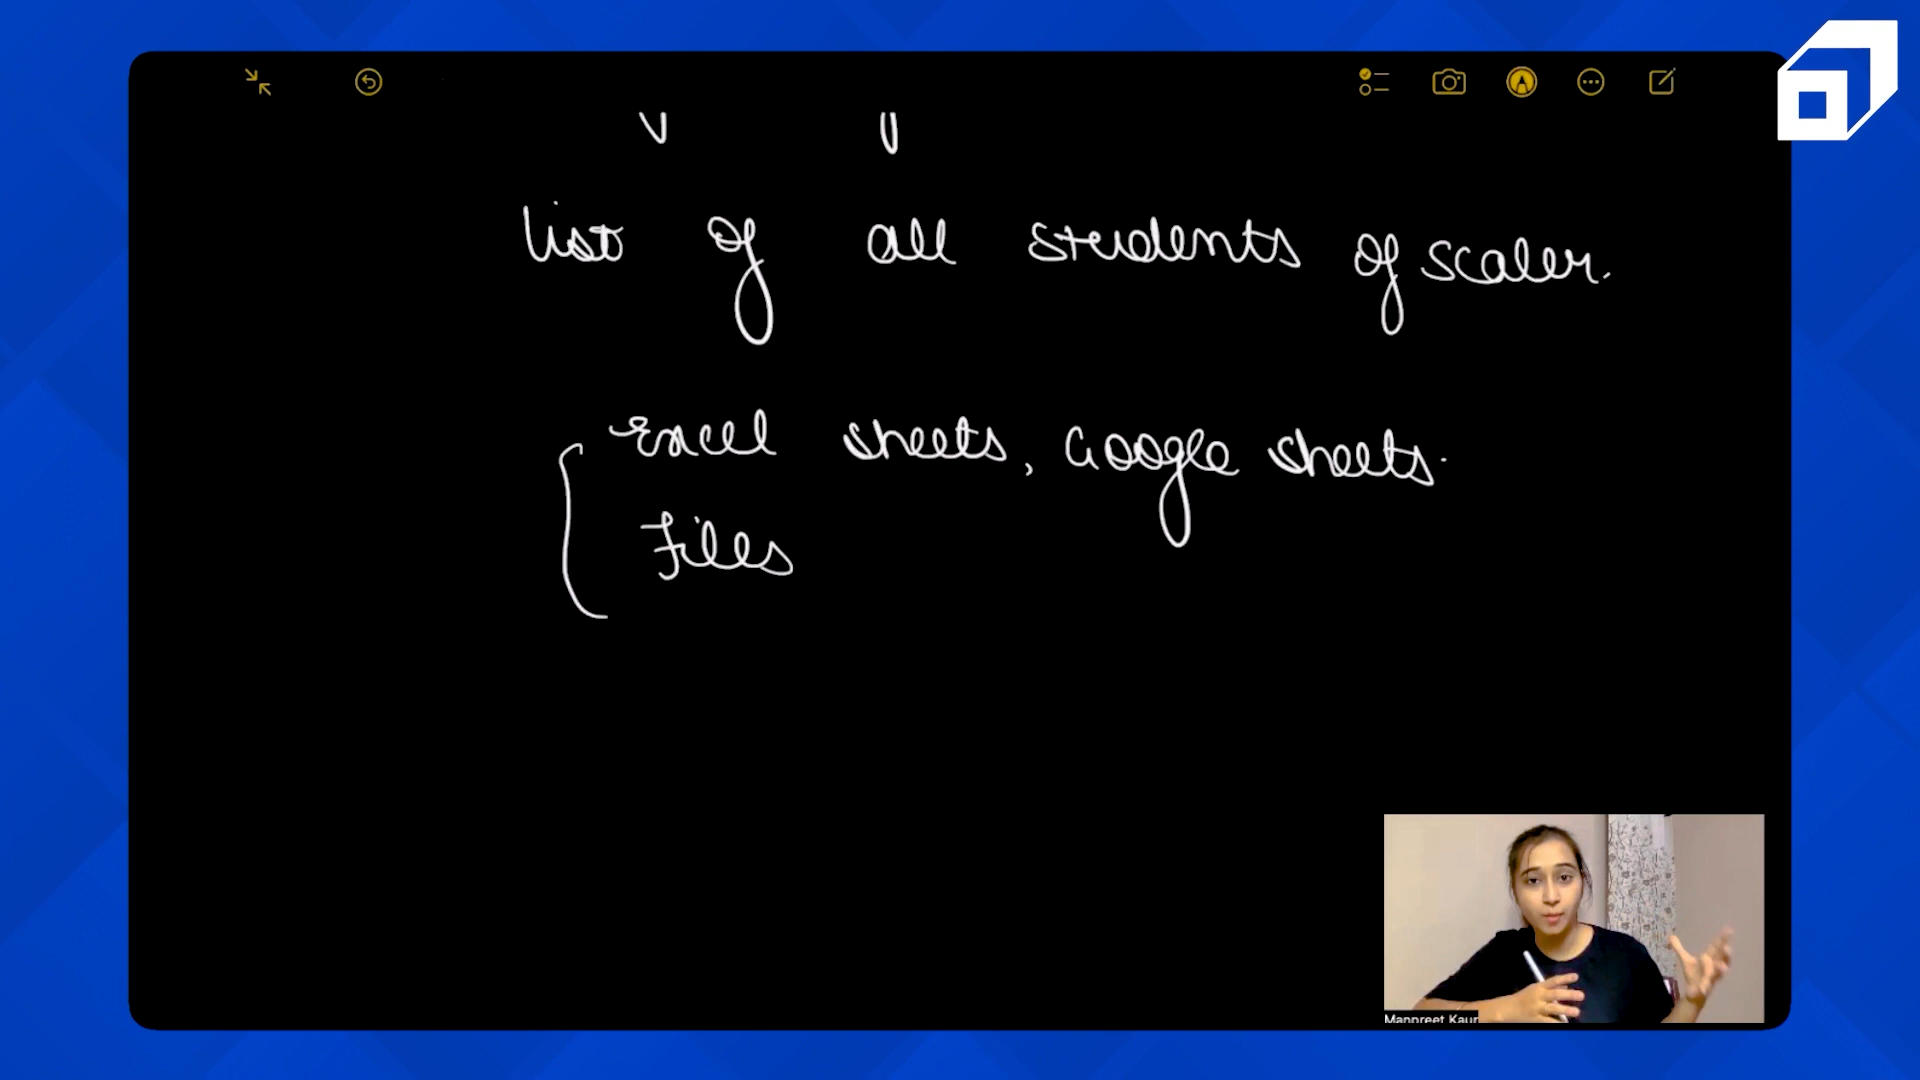 List of all students of scaler.
Excel sheets, Google sheets.
Files
Manpreet Kaur